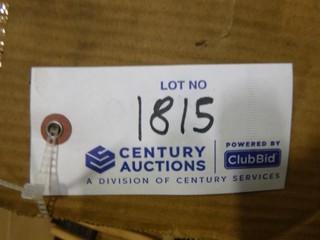 LOT NO
1815
CENTURY
AUCTIONS
POWERED BY
ClubBid
A DIVISION OF CENTURY SERVICES